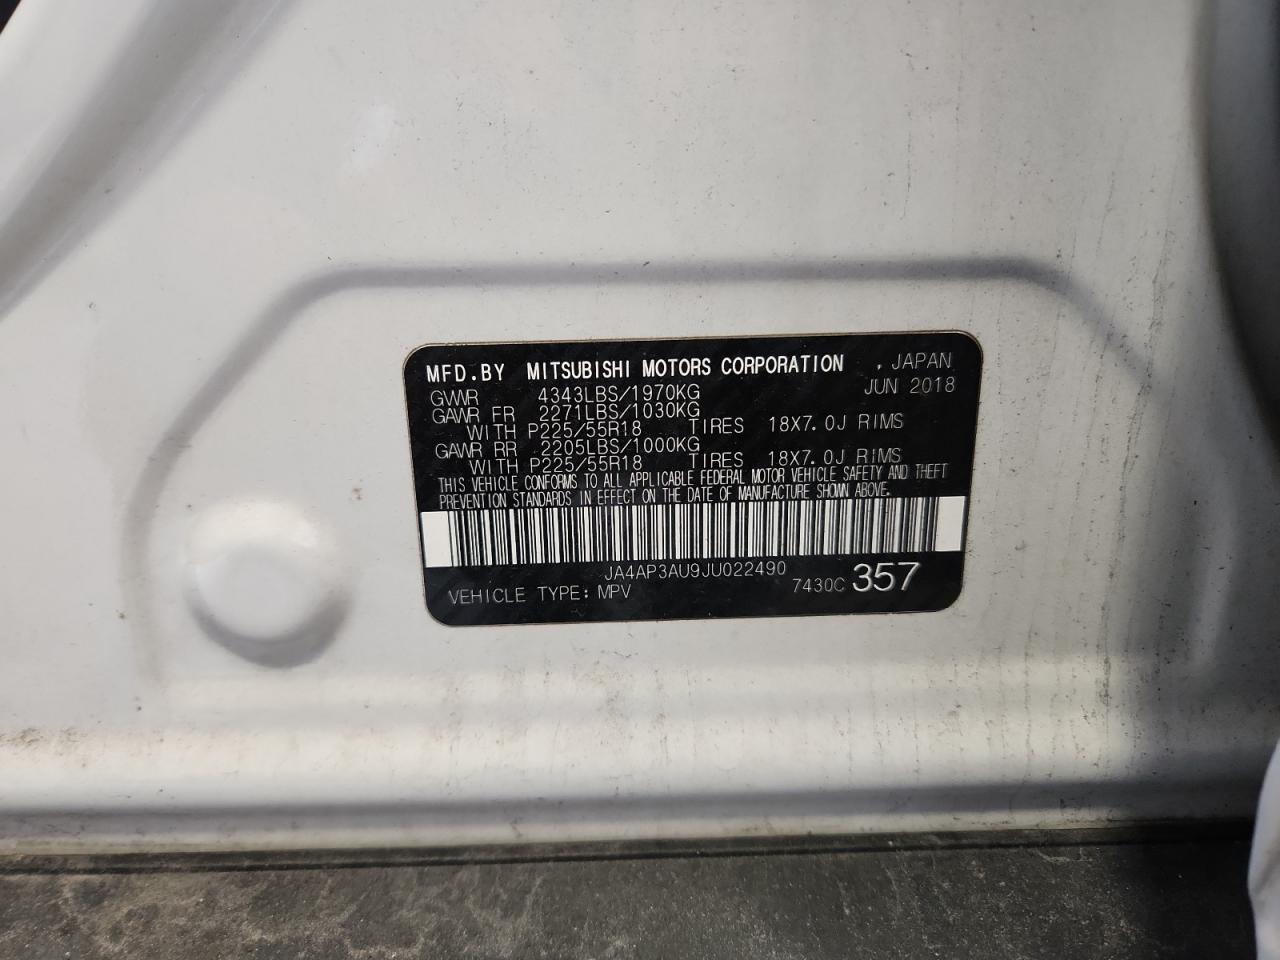 MFD.BY MITSUBISHI MOTORS CORPORATION , JAPAN
GVWR 4343LBS/1970KG JUN 2018
GAWR FR 2271LBS/1030KG
WITH P225/55R18 TIRES 18X7.0J RIMS
GAWR RR 2205LBS/1000KG
WITH P225/55R18 TIRES 18X7.0J RIMS
THIS VEHICLE CONFORMS TO ALL APPLICABLE FEDERAL MOTOR VEHICLE SAFETY AND THEFT
PREVENTION STANDARDS IN EFFECT ON THE DATE OF MANUFACTURE SHOWN ABOVE.
JA4AP3AU9JU022490
VEHICLE TYPE: MPV 7430C 357